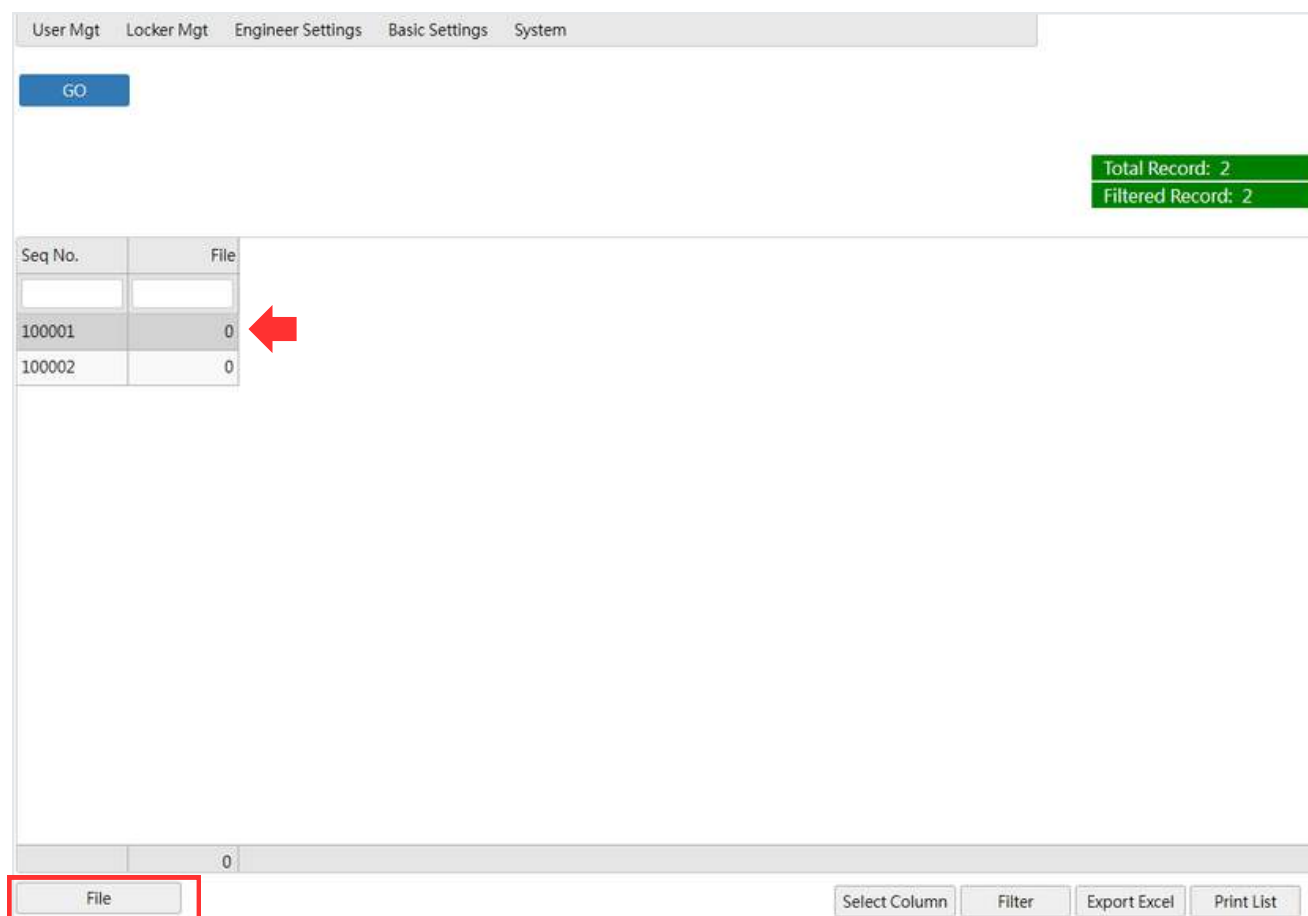 User Mgt Locker Mgt Engineer Settings Basic Settings System
GO
Total Record: 2
Filtered Record: 2
Seq No. File
100001 0
100002 0
0
File Select Column Filter Export Excel Print List